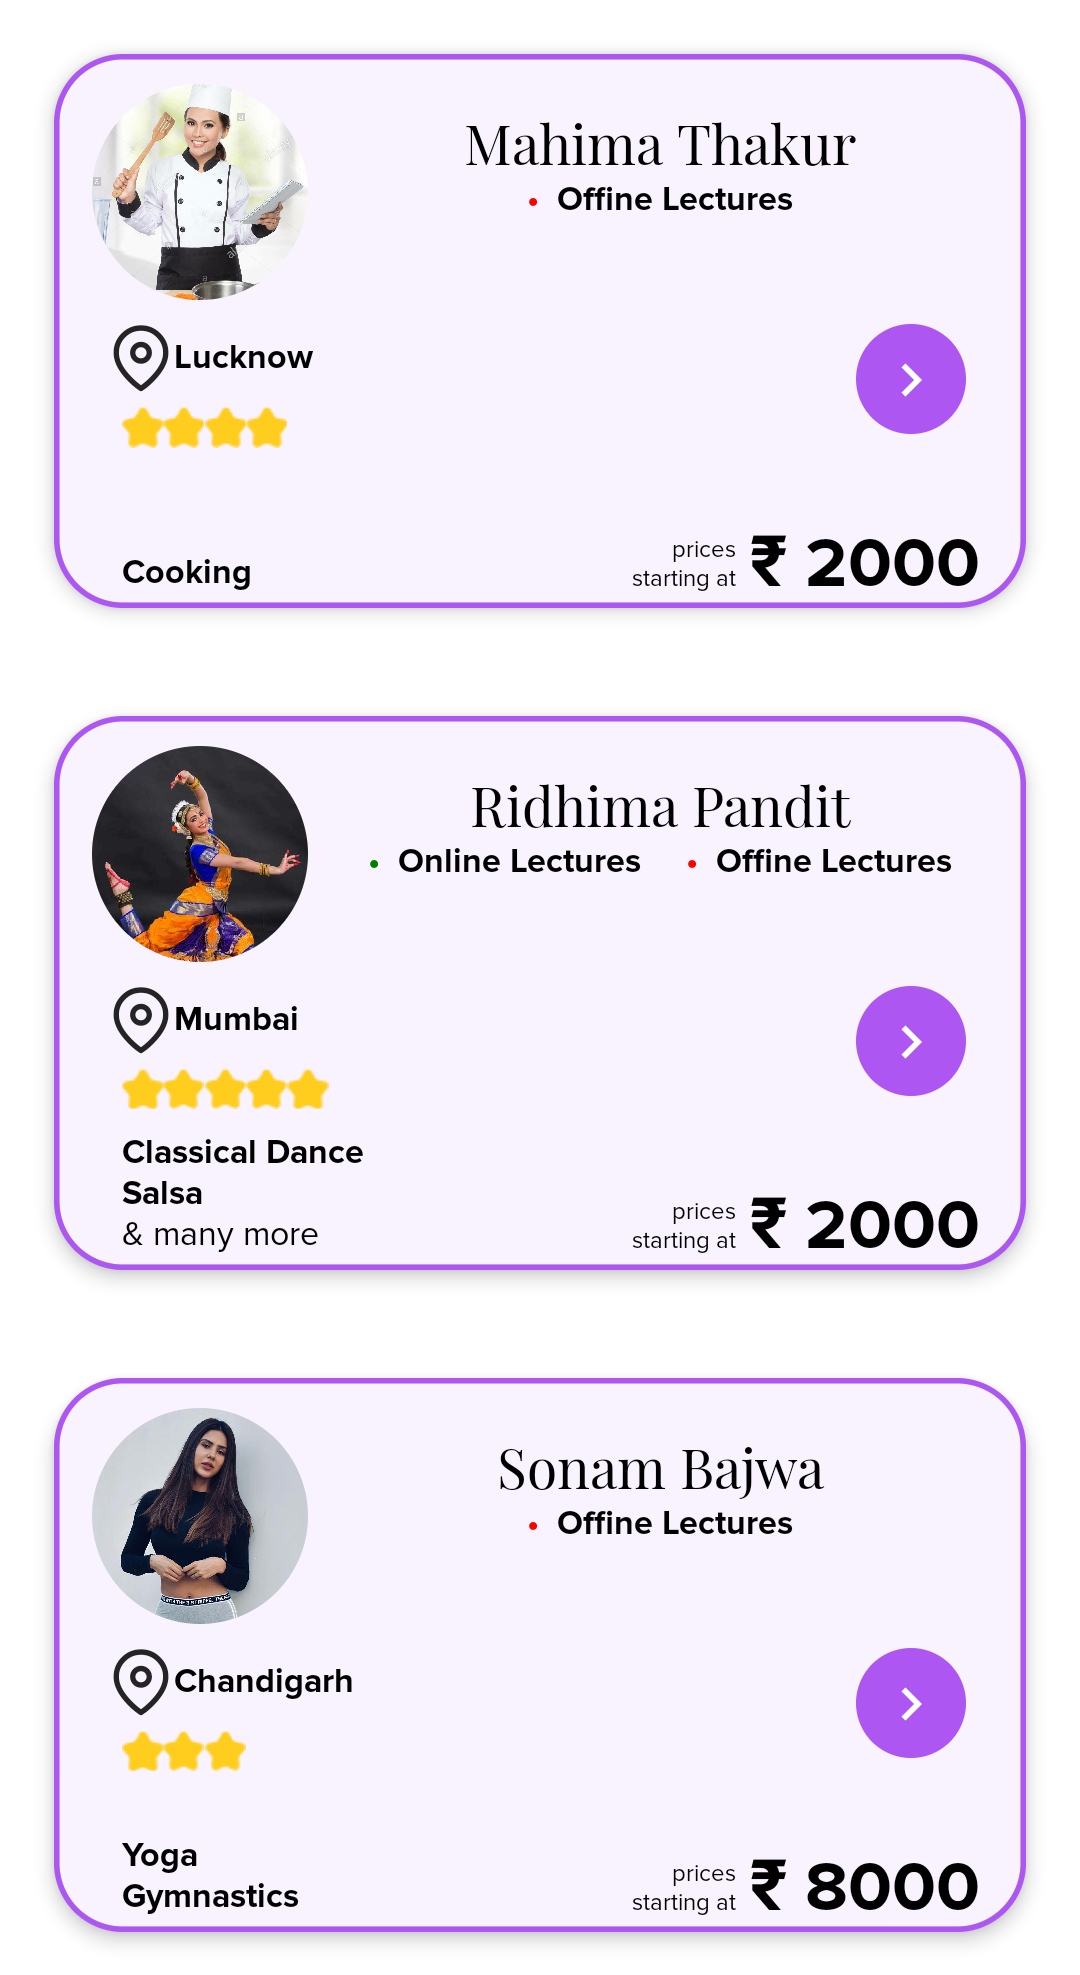 Mahima Thakur
• Offine Lectures
Lucknow
Cooking
prices
starting at
₹ 2000
Ridhima Pandit
• Online Lectures • Offine Lectures
Mumbai
Classical Dance
Salsa
& many more
prices
starting at
₹ 2000
Sonam Bajwa
• Offine Lectures
Chandigarh
Yoga
Gymnastics
prices
starting at
₹ 8000